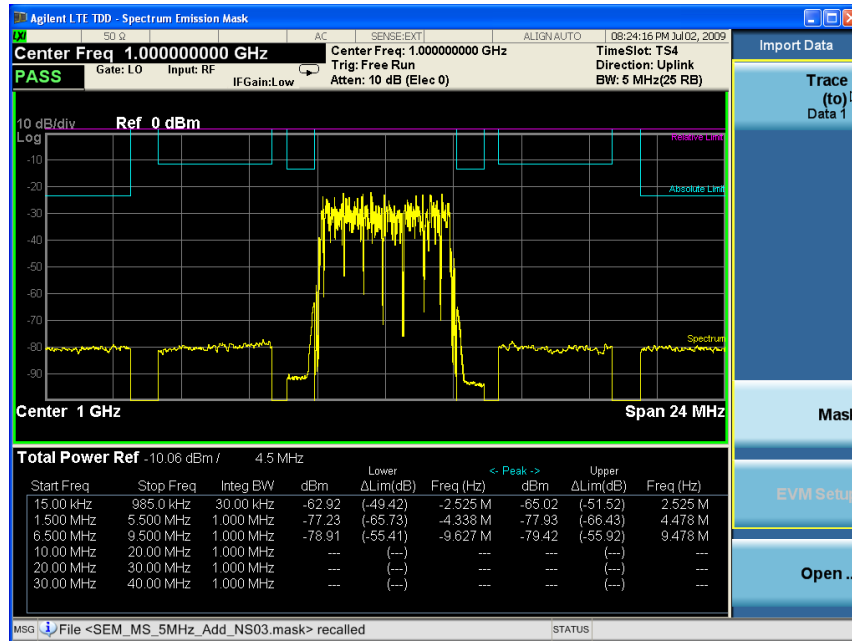 Agilent LTE TDD - Spectrum Emission Mask
LXI 50 Ω AC SENSE:EXT ALIGN AUTO 08:24:16 PM Jul 02, 2009
Center Freq 1.000000000 GHz
Center Freq: 1.000000000 GHz
TimeSlot: TS4
Gate: LO Input: RF
Trig: Free Run
Direction: Uplink
PASS
IFGain:Low
Atten: 10 dB (Elec 0)
BW: 5 MHz(25 RB)
10 dB/div Ref 0 dBm
Log
Relative Limit
-10
-20
Absolute Limit
-30
-40
-50
-60
-70
Spectrum
-80
-90
Center 1 GHz Span 24 MHz
Total Power Ref -10.06 dBm / 4.5 MHz
Lower <- Peak -> Upper
Start Freq Stop Freq Integ BW dBm ΔLim(dB) Freq (Hz) dBm ΔLim(dB) Freq (Hz)
15.00 kHz 985.0 kHz 30.00 kHz -62.92 (-49.42) -2.525 M -65.02 (-51.52) 2.525 M
1.500 MHz 5.500 MHz 1.000 MHz -77.23 (-65.73) -4.338 M -77.93 (-66.43) 4.478 M
6.500 MHz 9.500 MHz 1.000 MHz -78.91 (-55.41) -9.627 M -79.42 (-55.92) 9.478 M
10.00 MHz 20.00 MHz 1.000 MHz --- (---) --- --- (---) ---
20.00 MHz 30.00 MHz 1.000 MHz --- (---) --- --- (---) ---
30.00 MHz 40.00 MHz 1.000 MHz --- (---) --- --- (---) ---
MSG File <SEM_MS_5MHz_Add_NS03.mask> recalled STATUS
Import Data
Trace
(to)
Data 1
Mask
EVM Setup
Open ..